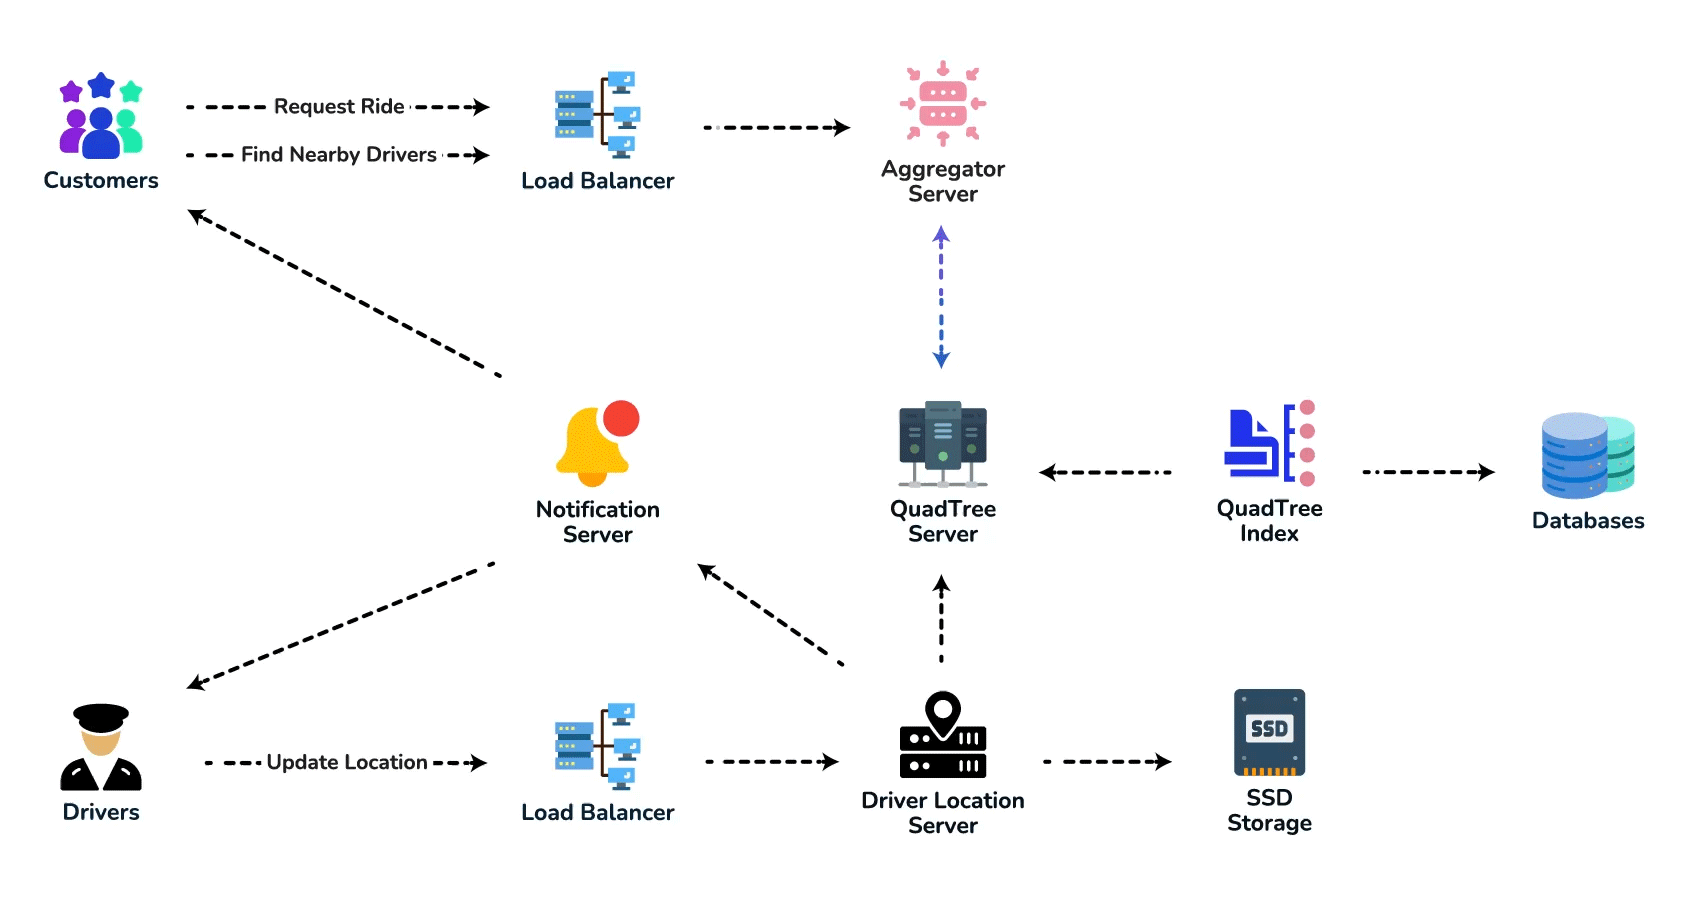 Request Ride
Find Nearby Drivers
Customers
Load Balancer
Aggregator
Server
Notification
Server
QuadTree
Server
QuadTree
Index
Databases
Update Location
Drivers
Load Balancer
Driver Location
Server
SSD
SSD
Storage